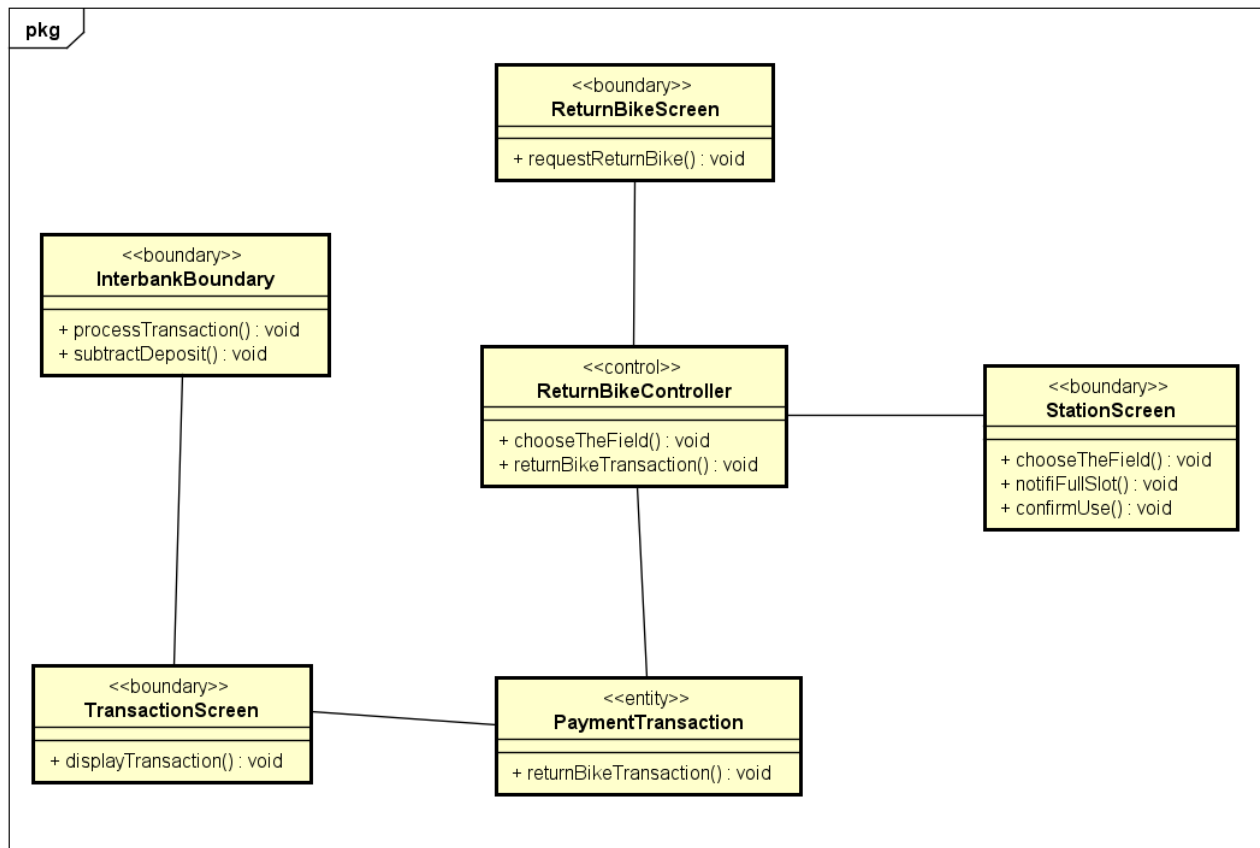 pkg
<<boundary>>
ReturnBikeScreen
+ requestReturnBike() : void
<<boundary>>
InterbankBoundary
+ processTransaction() : void
+ subtractDeposit() : void
<<control>>
ReturnBikeController
+ chooseTheField() : void
+ returnBikeTransaction() : void
<<boundary>>
StationScreen
+ chooseTheField() : void
+ notifiFullSlot() : void
+ confirmUse() : void
<<boundary>>
TransactionScreen
+ displayTransaction() : void
<<entity>>
PaymentTransaction
+ returnBikeTransaction() : void